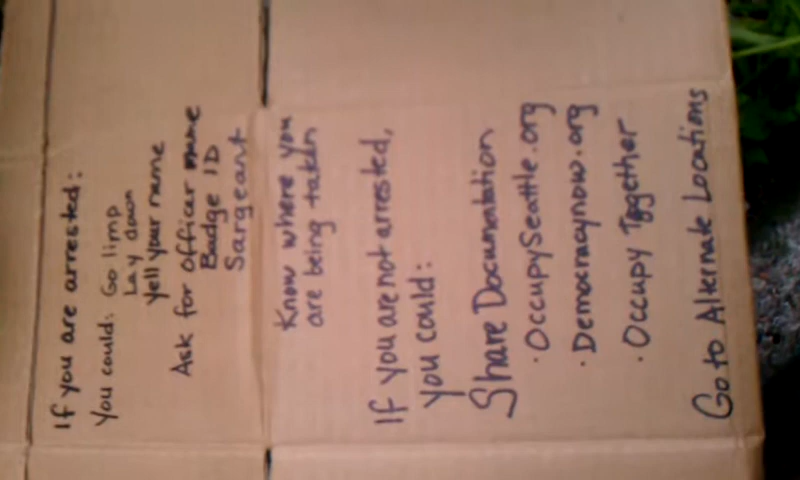 If you are arrested:
You could: Go limp
Lay down
Yell your name
Ask for officer name
Badge ID
Sargeant
Know where you
are being taken
If you are not arrested,
you could:
Share Documentation
· OccupySeattle.org
· Democracynow.org
· Occupy Together
Go to Alternate Locations